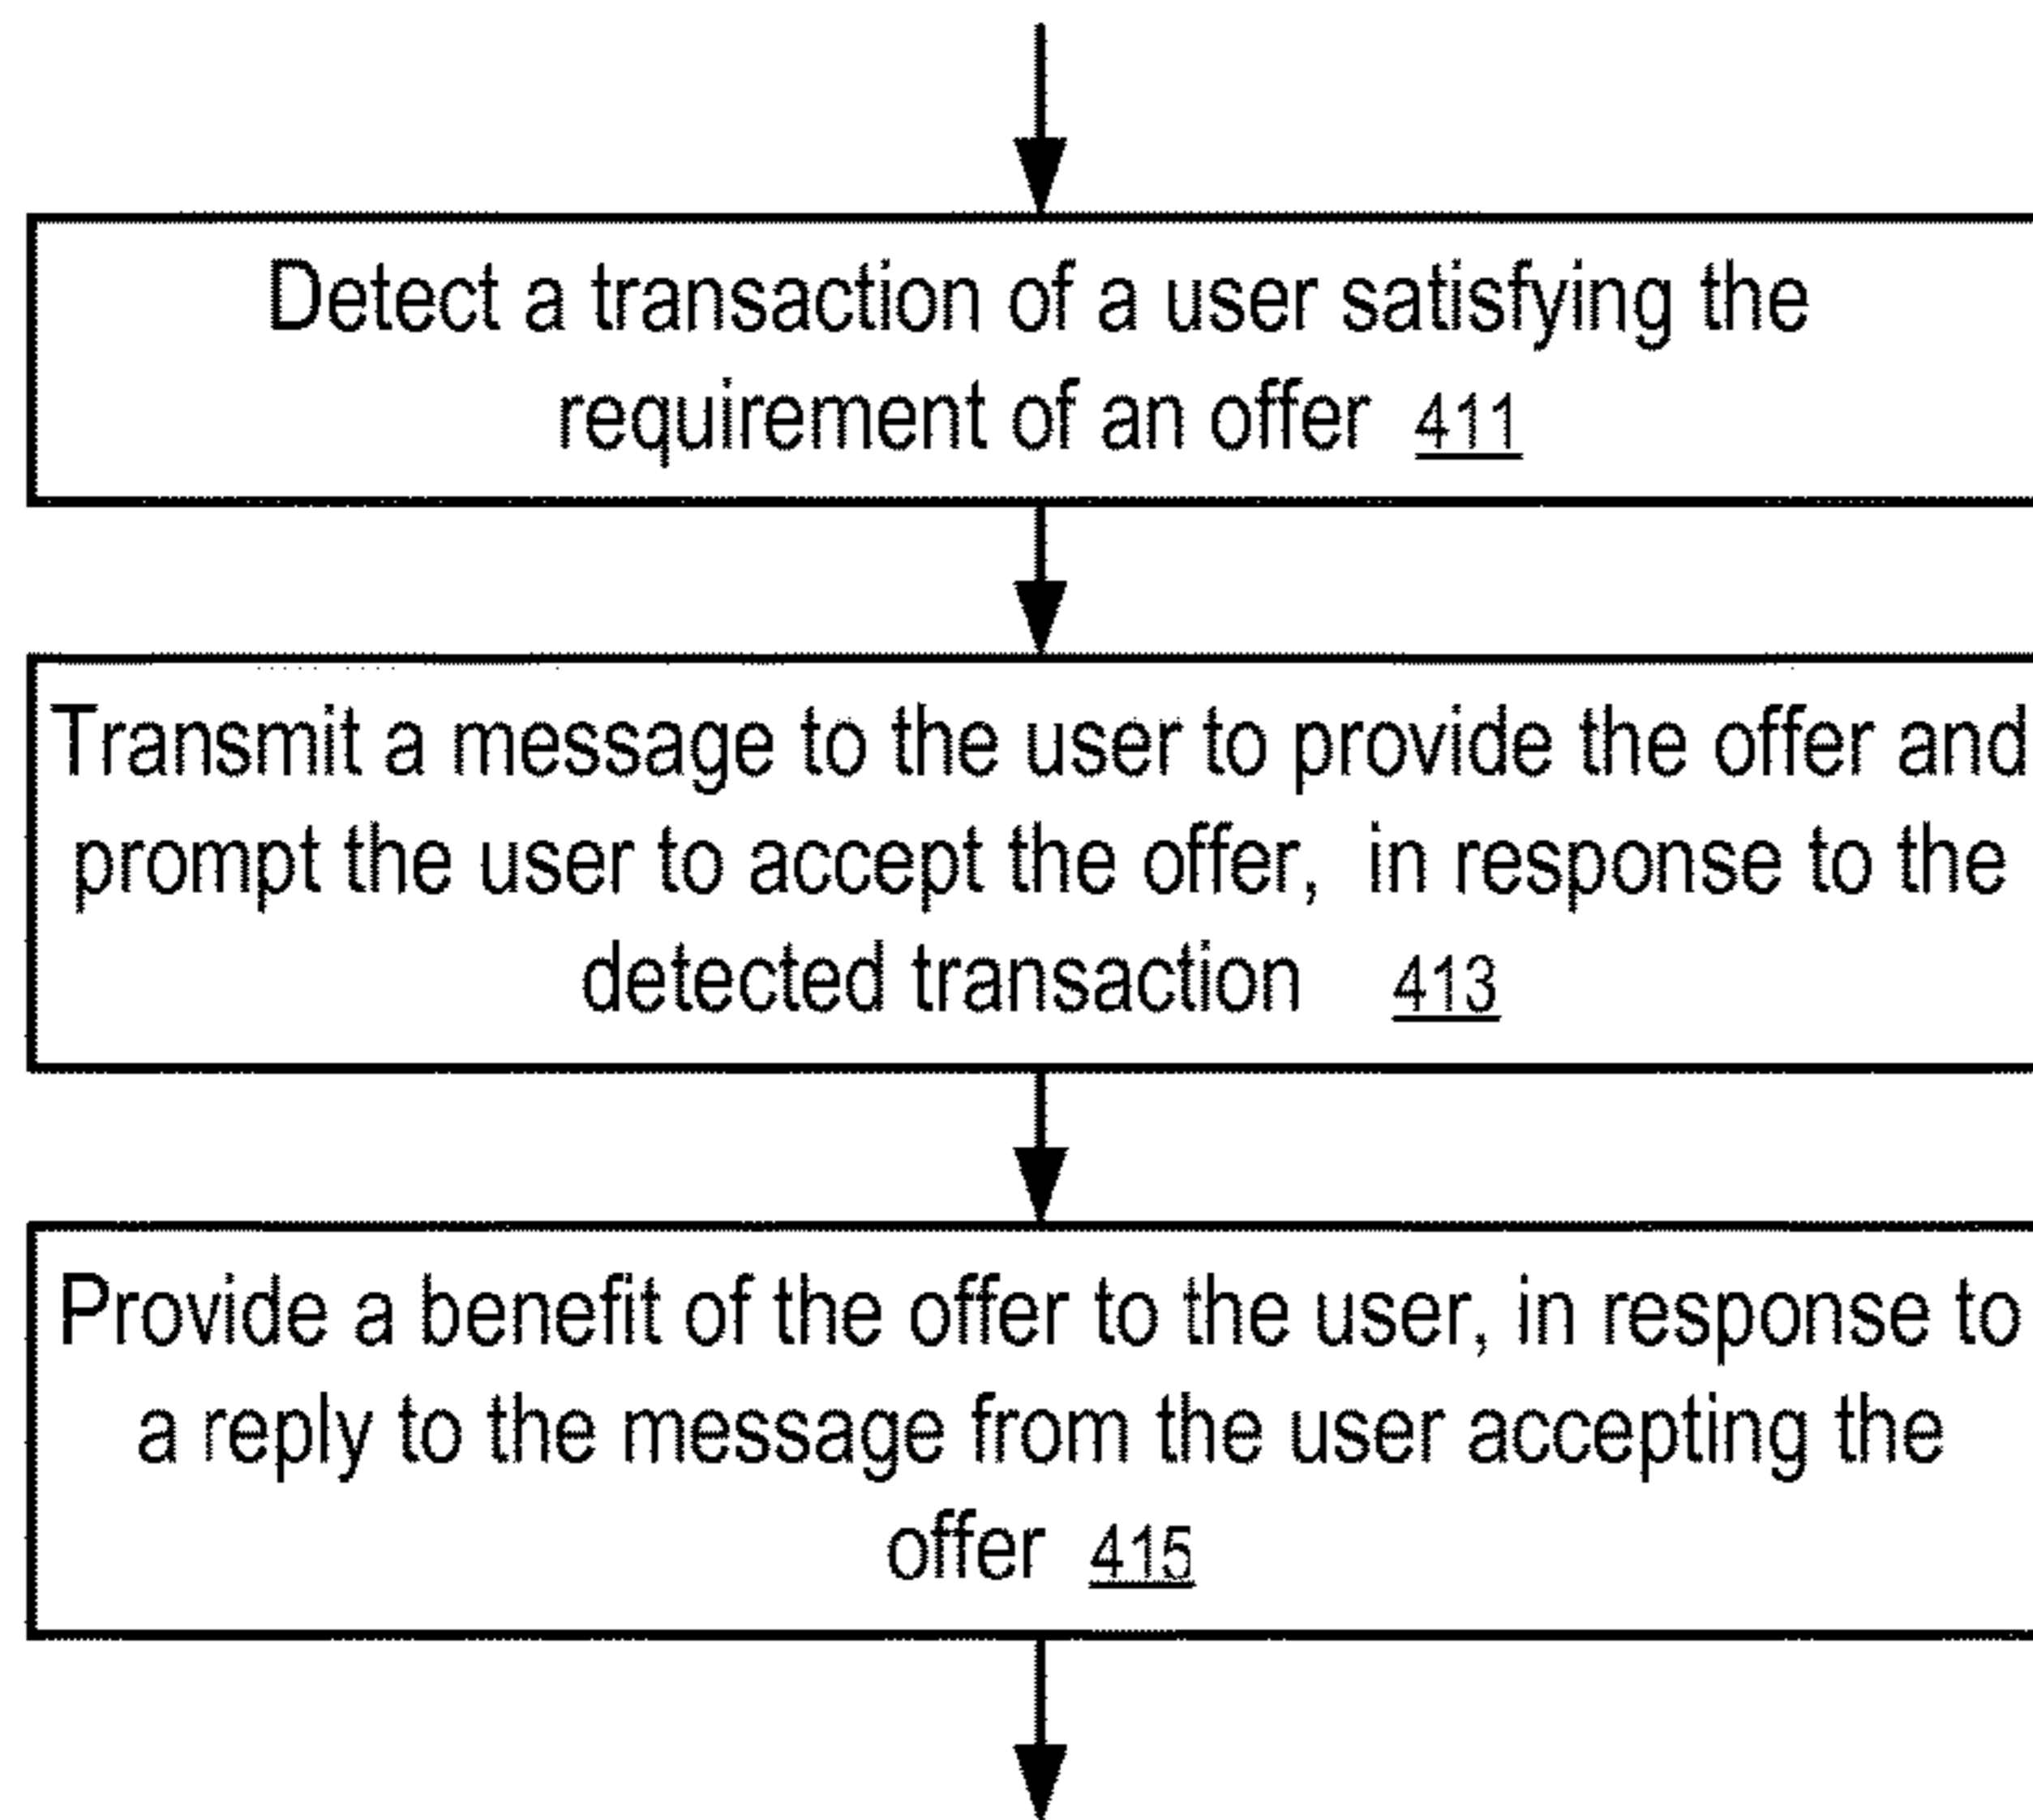 Detect a transaction of a user satisfying the
requirement of an offer 411
Transmit a message to the user to provide the offer and
prompt the user to accept the offer, in response to the
detected transaction 413
Provide a benefit of the offer to the user, in response to
a reply to the message from the user accepting the
offer 415